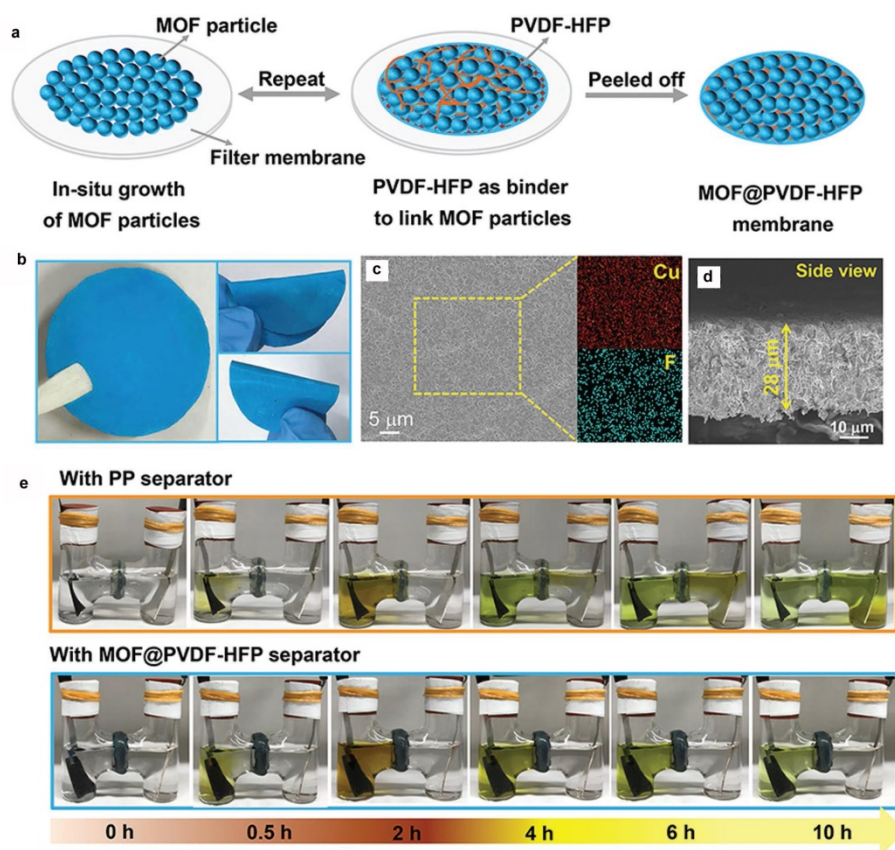 a
MOF particle
PVDF-HFP
Repeat
Peeled off
Filter membrane
In-situ growth
of MOF particles
PVDF-HFP as binder
to link MOF particles
MOF@PVDF-HFP
membrane
b
c
Cu
F
5 μm
d
Side view
28 μm
10 μm
e
With PP separator
With MOF@PVDF-HFP separator
0 h
0.5 h
2 h
4 h
6 h
10 h